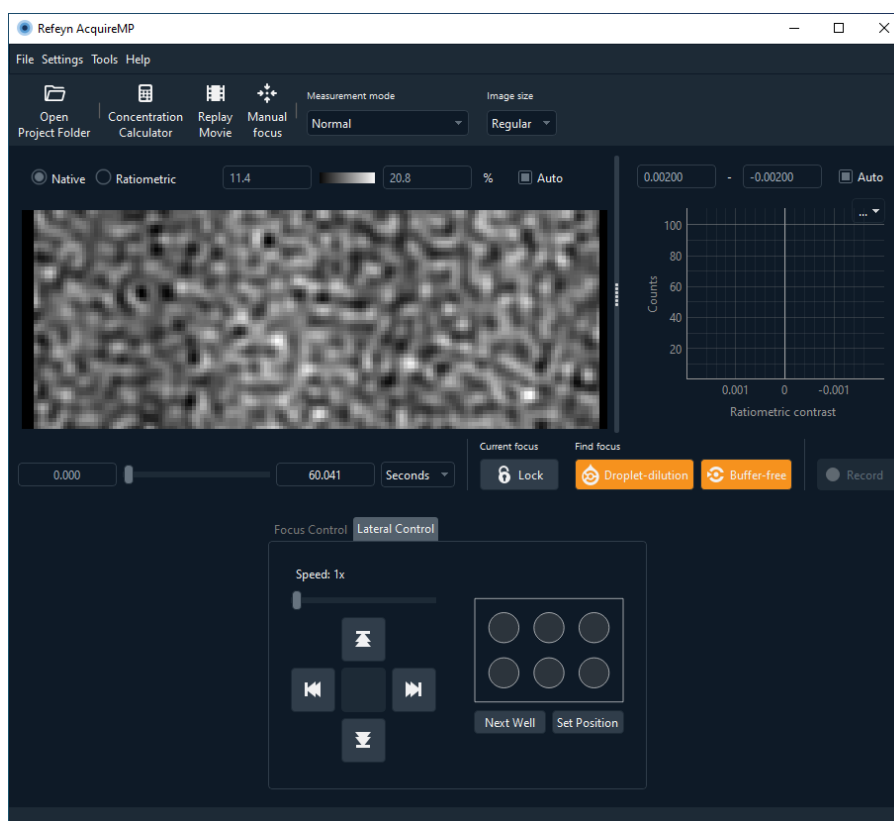 Refeyn AcquireMP
File Settings Tools Help
Open
Project Folder
Concentration
Calculator
Replay
Movie
Manual
focus
Measurement mode
Normal
Image size
Regular
Native
Ratiometric
11.4
20.8
%
Auto
0.00200
-
-0.00200
Auto
...
100
80
60
40
20
Counts
0.001
0
-0.001
Ratiometric contrast
0.000
60.041
Seconds
Current focus
Lock
Find focus
Droplet-dilution
Buffer-free
Record
Focus Control
Lateral Control
Speed: 1x
Next Well
Set Position